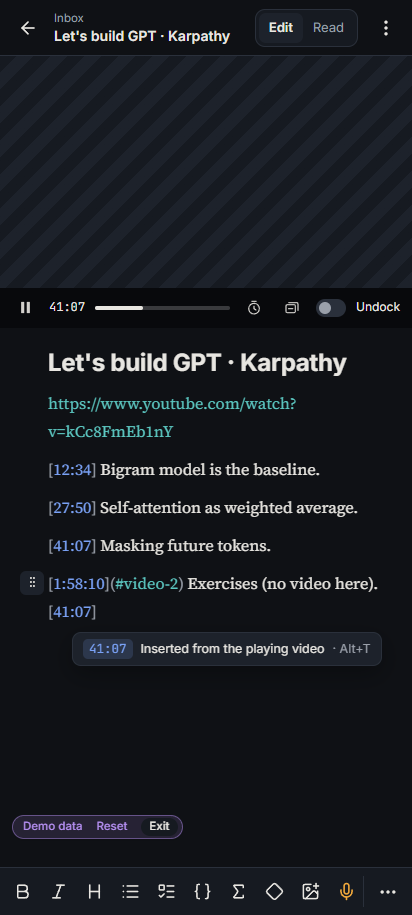 Inbox
Let's build GPT · Karpathy
Edit Read
41:07
Undock
Let's build GPT · Karpathy
https://www.youtube.com/watch?
v=kCc8FmEb1nY
[12:34] Bigram model is the baseline.
[27:50] Self-attention as weighted average.
[41:07] Masking future tokens.
[1:58:10](#video-2) Exercises (no video here).
[41:07]
41:07 Inserted from the playing video · Alt+T
Demo data Reset Exit